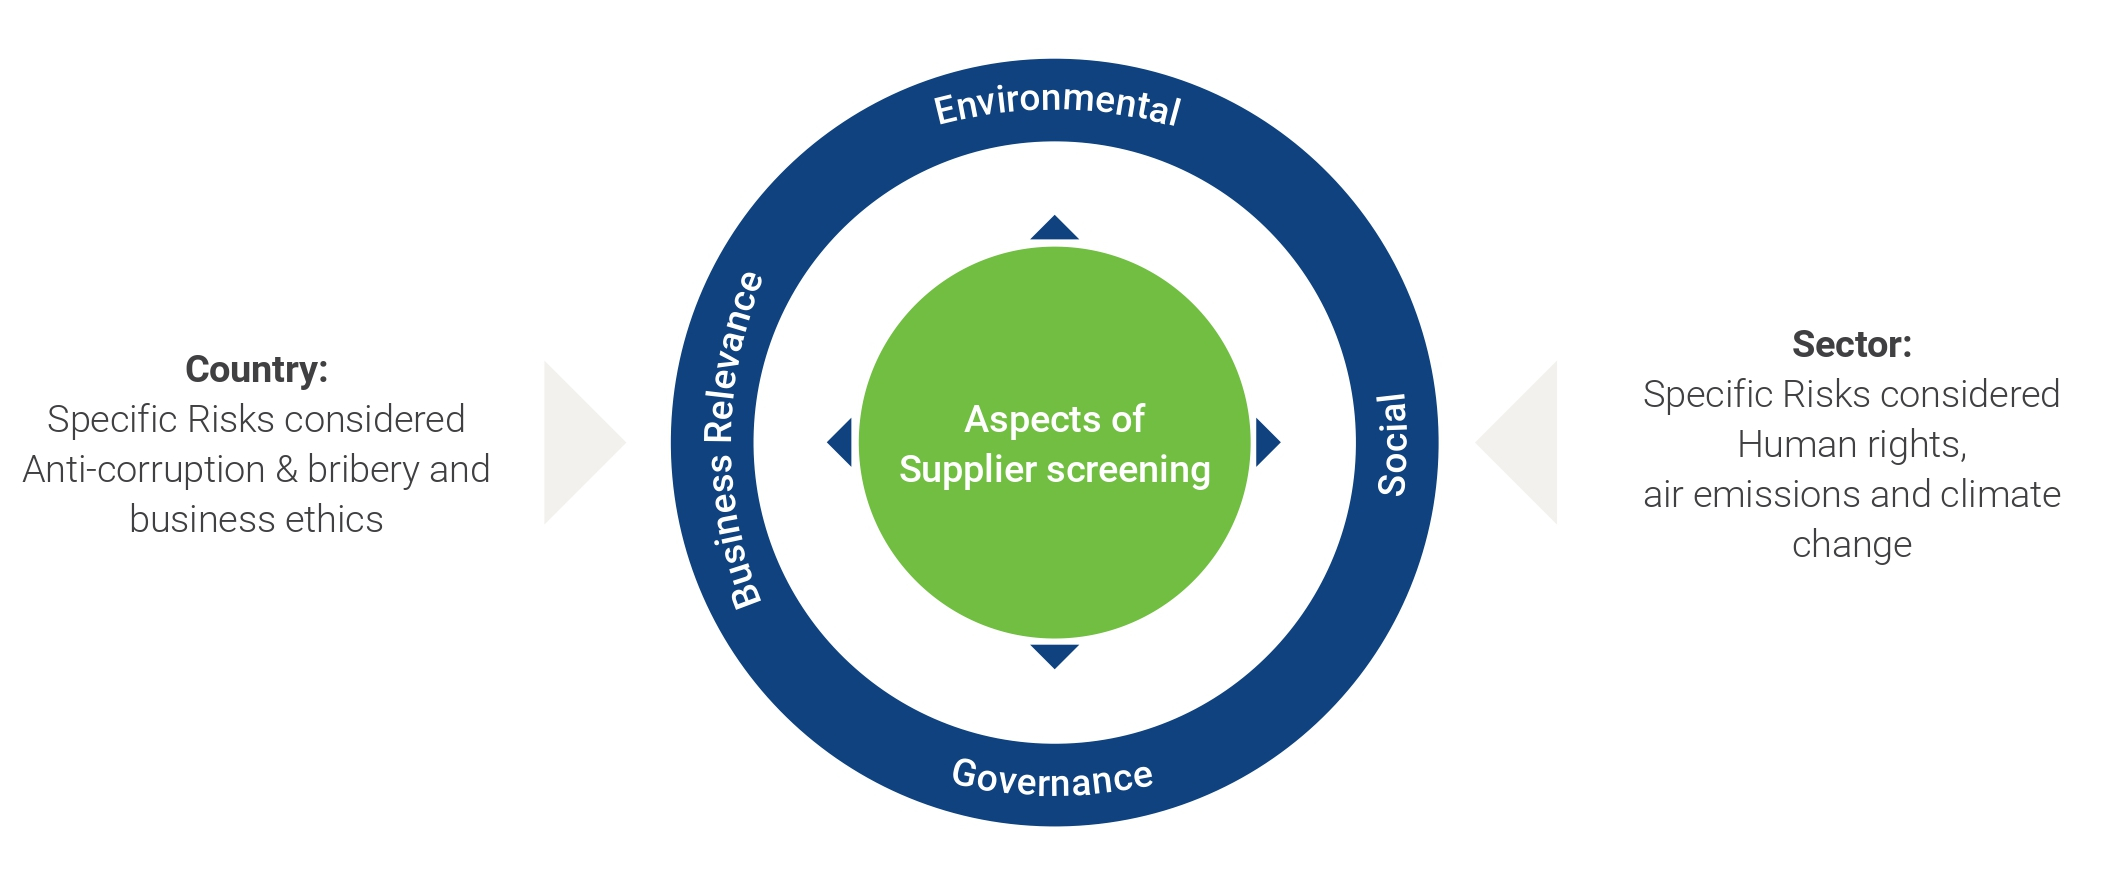 Environmental
Business Relevance
Social
Governance
Aspects of
Supplier screening
Country:
Specific Risks considered
Anti-corruption & bribery and
business ethics
Sector:
Specific Risks considered
Human rights,
air emissions and climate
change